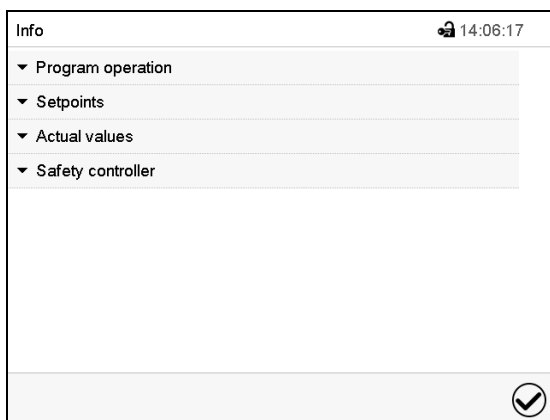 Info 14:06:17
Program operation
Setpoints
Actual values
Safety controller